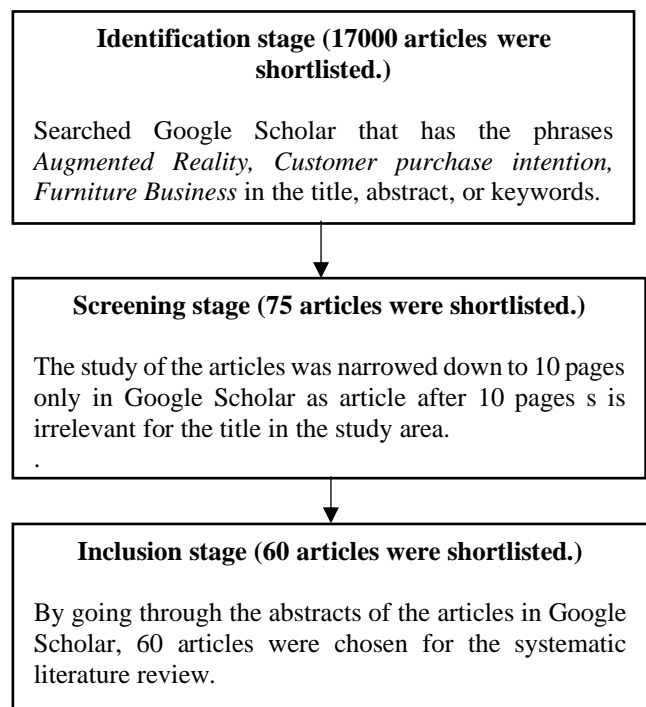 Identification stage (17000 articles were
shortlisted.)
Searched Google Scholar that has the phrases
Augmented Reality, Customer purchase intention,
Furniture Business in the title, abstract, or keywords.
Screening stage (75 articles were shortlisted.)
The study of the articles was narrowed down to 10 pages
only in Google Scholar as article after 10 pages s is
irrelevant for the title in the study area.
.
Inclusion stage (60 articles were shortlisted.)
By going through the abstracts of the articles in Google
Scholar, 60 articles were chosen for the systematic
literature review.